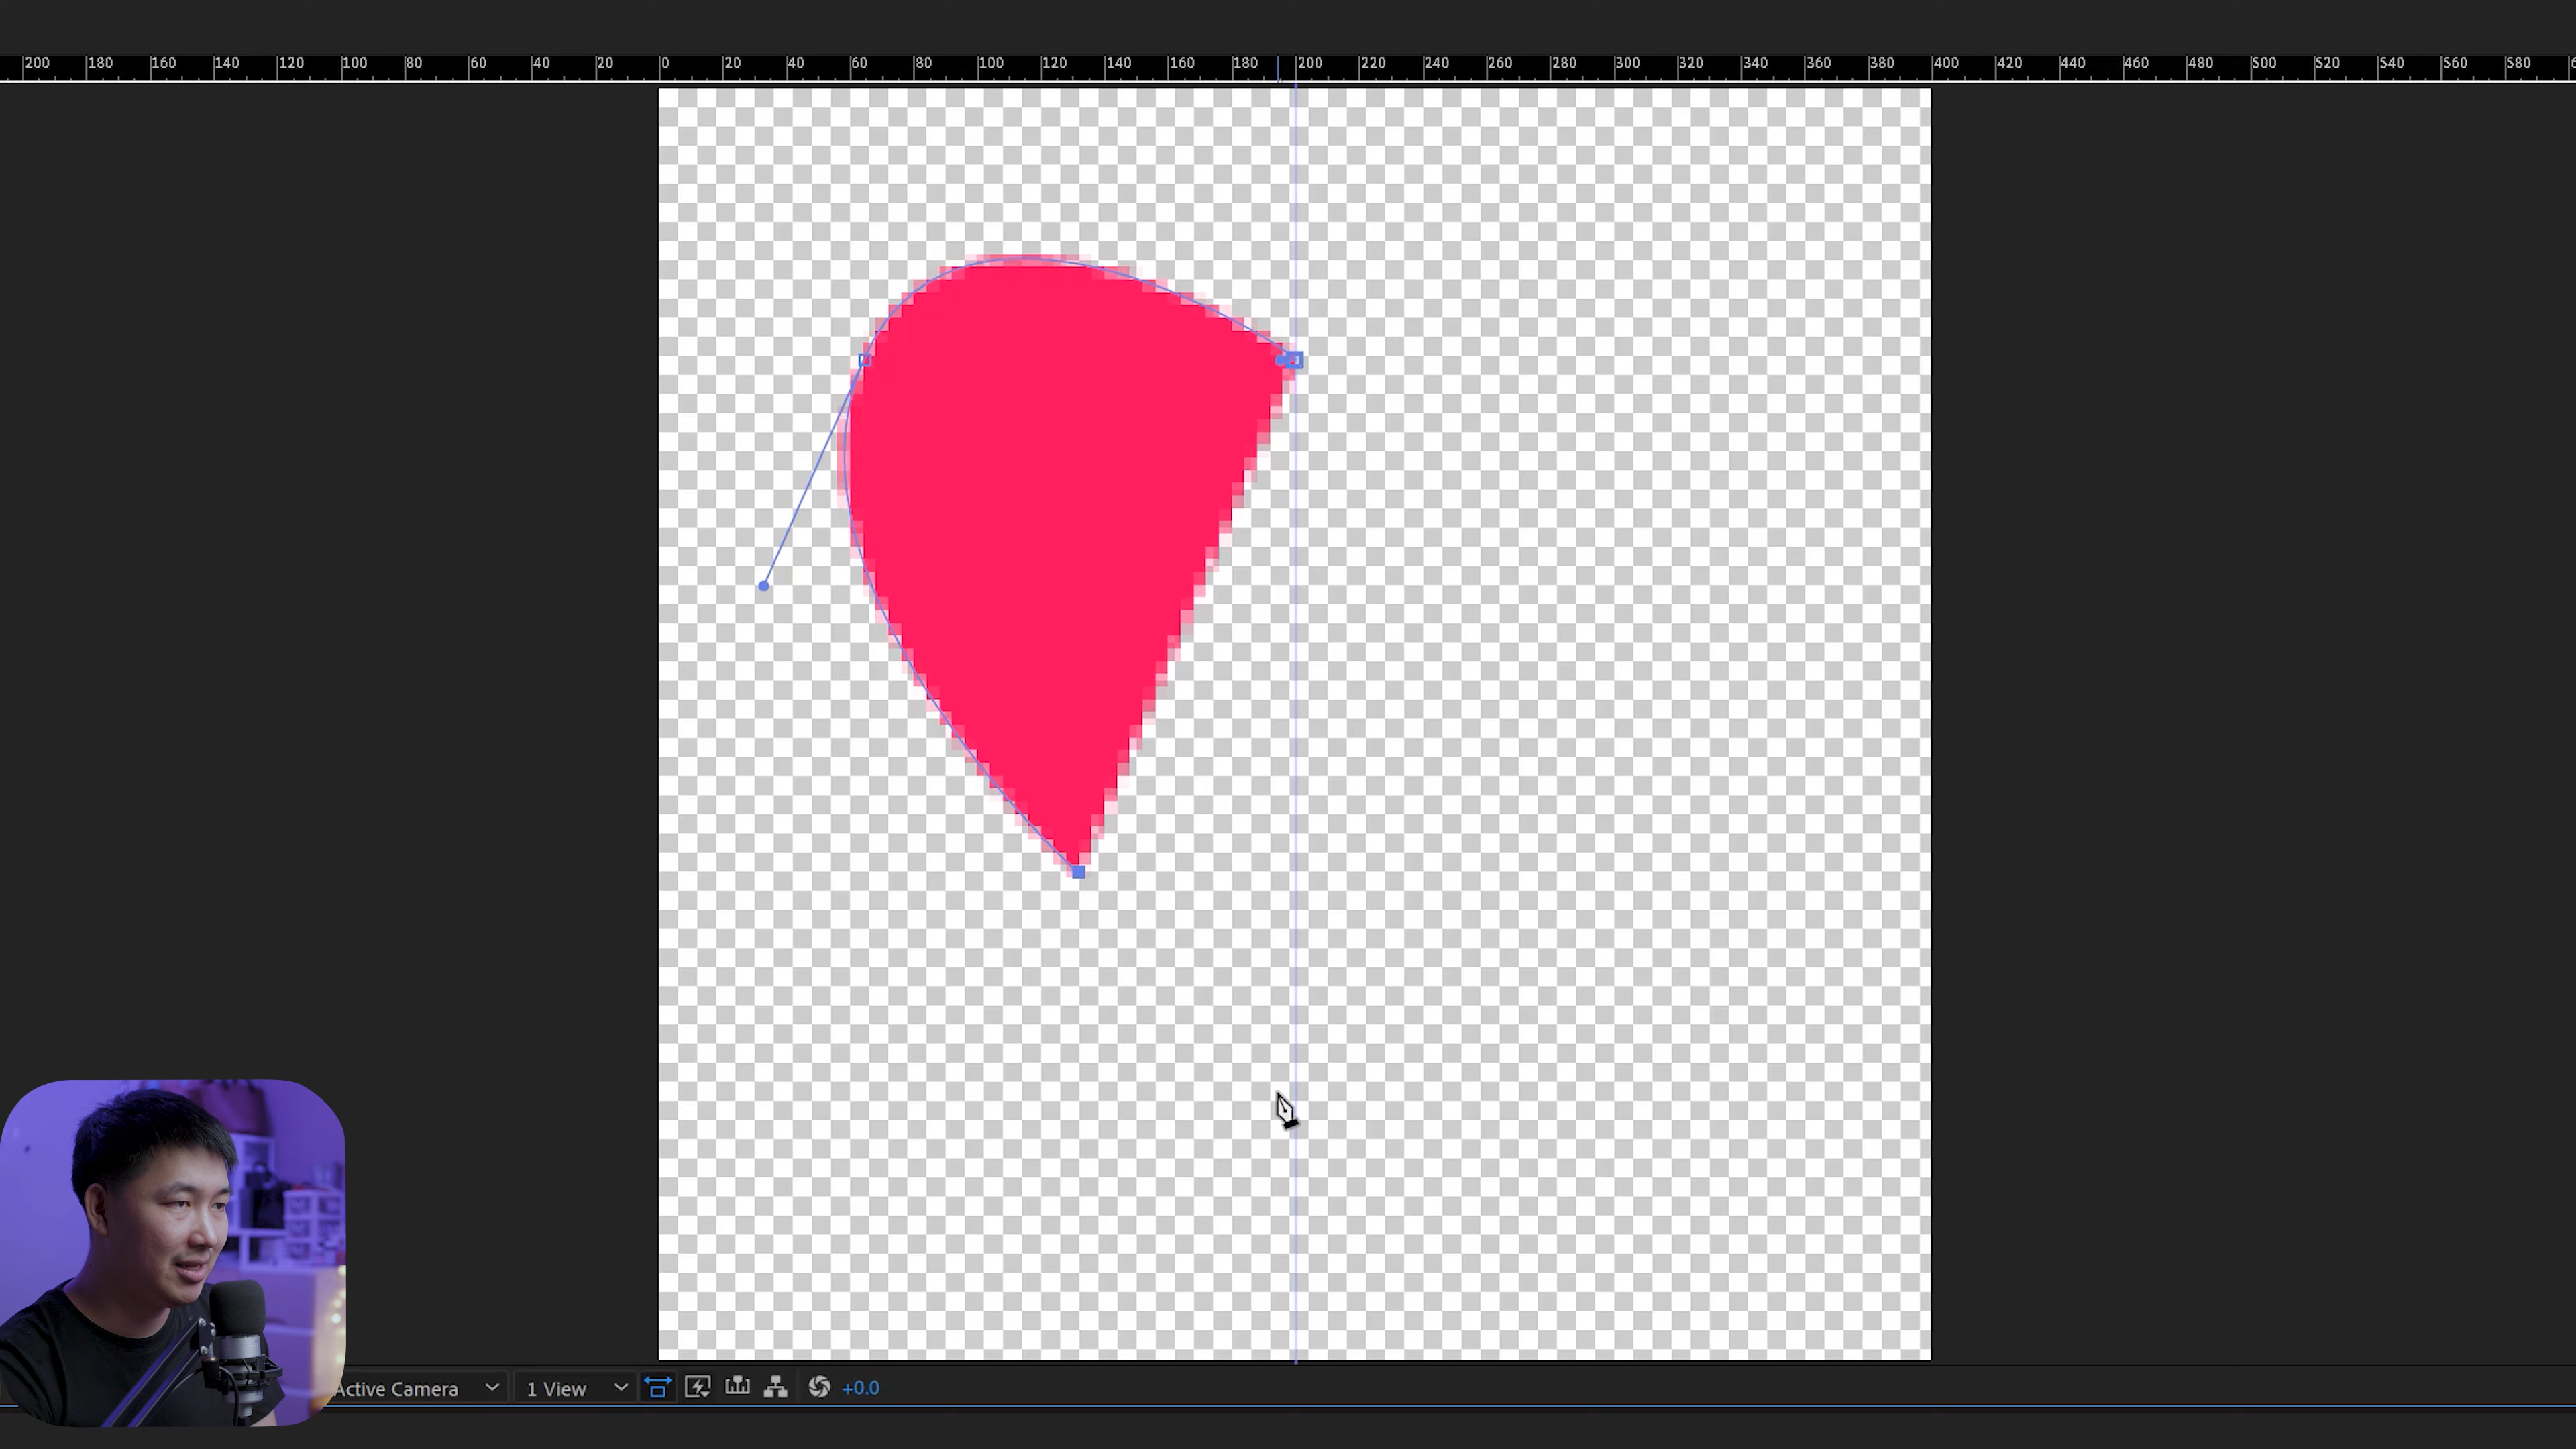 200 180 160 140 120 100 80 60 40 20 0 20 40 60 80 100 120 140 160 180 200 220 240 260 280 300 320 340 360 380 400 420 440 460 480 500 520 540 560 580
Active Camera 1 View +0.0